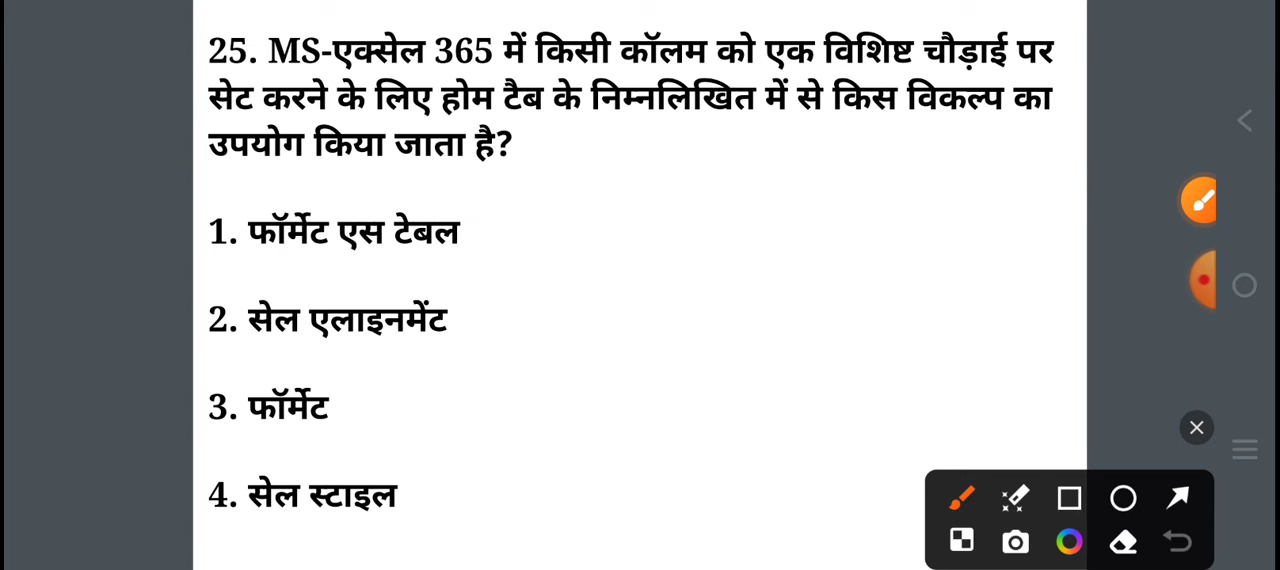 25. MS-एक्सेल 365 में किसी कॉलम को एक विशिष्ट चौड़ाई पर
सेट करने के लिए होम टैब के निम्नलिखित में से किस विकल्प का
उपयोग किया जाता है?
1. फॉर्मेट एस टेबल
2. सेल एलाइनमेंट
3. फॉर्मेट
4. सेल स्टाइल